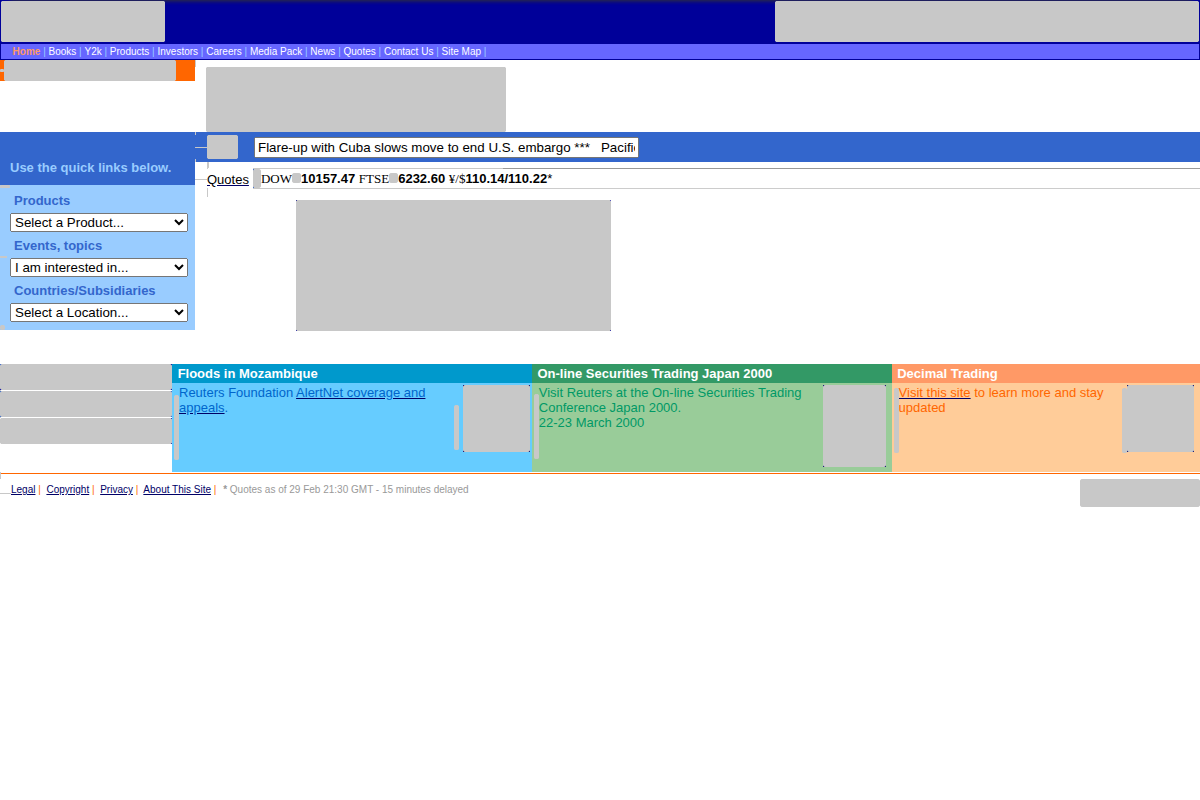 Home | Books | Y2k | Products | Investors | Careers | Media Pack | News | Quotes | Contact Us | Site Map |
Flare-up with Cuba slows move to end U.S. embargo ***   Pacifi
Use the quick links below.
Quotes DOW 10157.47 FTSE 6232.60 ¥/$110.14/110.22*
Products
Select a Product...
Events, topics
I am interested in...
Countries/Subsidiaries
Select a Location...
Floods in Mozambique
Reuters Foundation AlertNet coverage and
appeals.
On-line Securities Trading Japan 2000
Visit Reuters at the On-line Securities Trading
Conference Japan 2000.
22-23 March 2000
Decimal Trading
Visit this site to learn more and stay
updated
Legal | Copyright | Privacy | About This Site | * Quotes as of 29 Feb 21:30 GMT - 15 minutes delayed